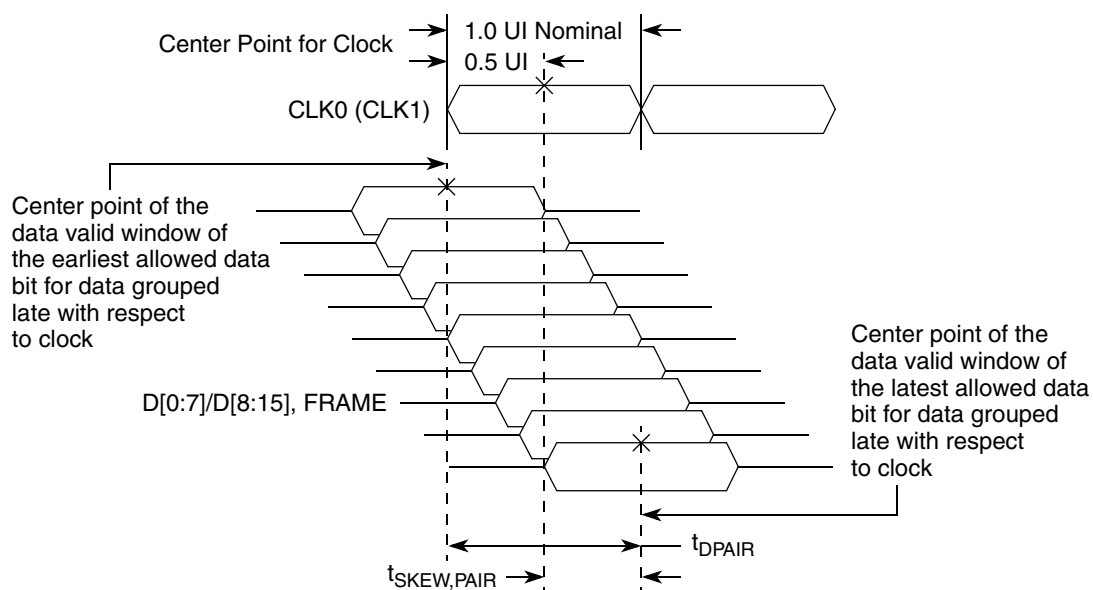 1.0 UI Nominal
Center Point for Clock
0.5 UI
CLK0 (CLK1)
Center point of the
data valid window of
the earliest allowed data
bit for data grouped
late with respect
to clock
Center point of the
data valid window of
the latest allowed data
bit for data grouped
late with respect
to clock
D[0:7]/D[8:15], FRAME
tDPAIR
tSKEW,PAIR